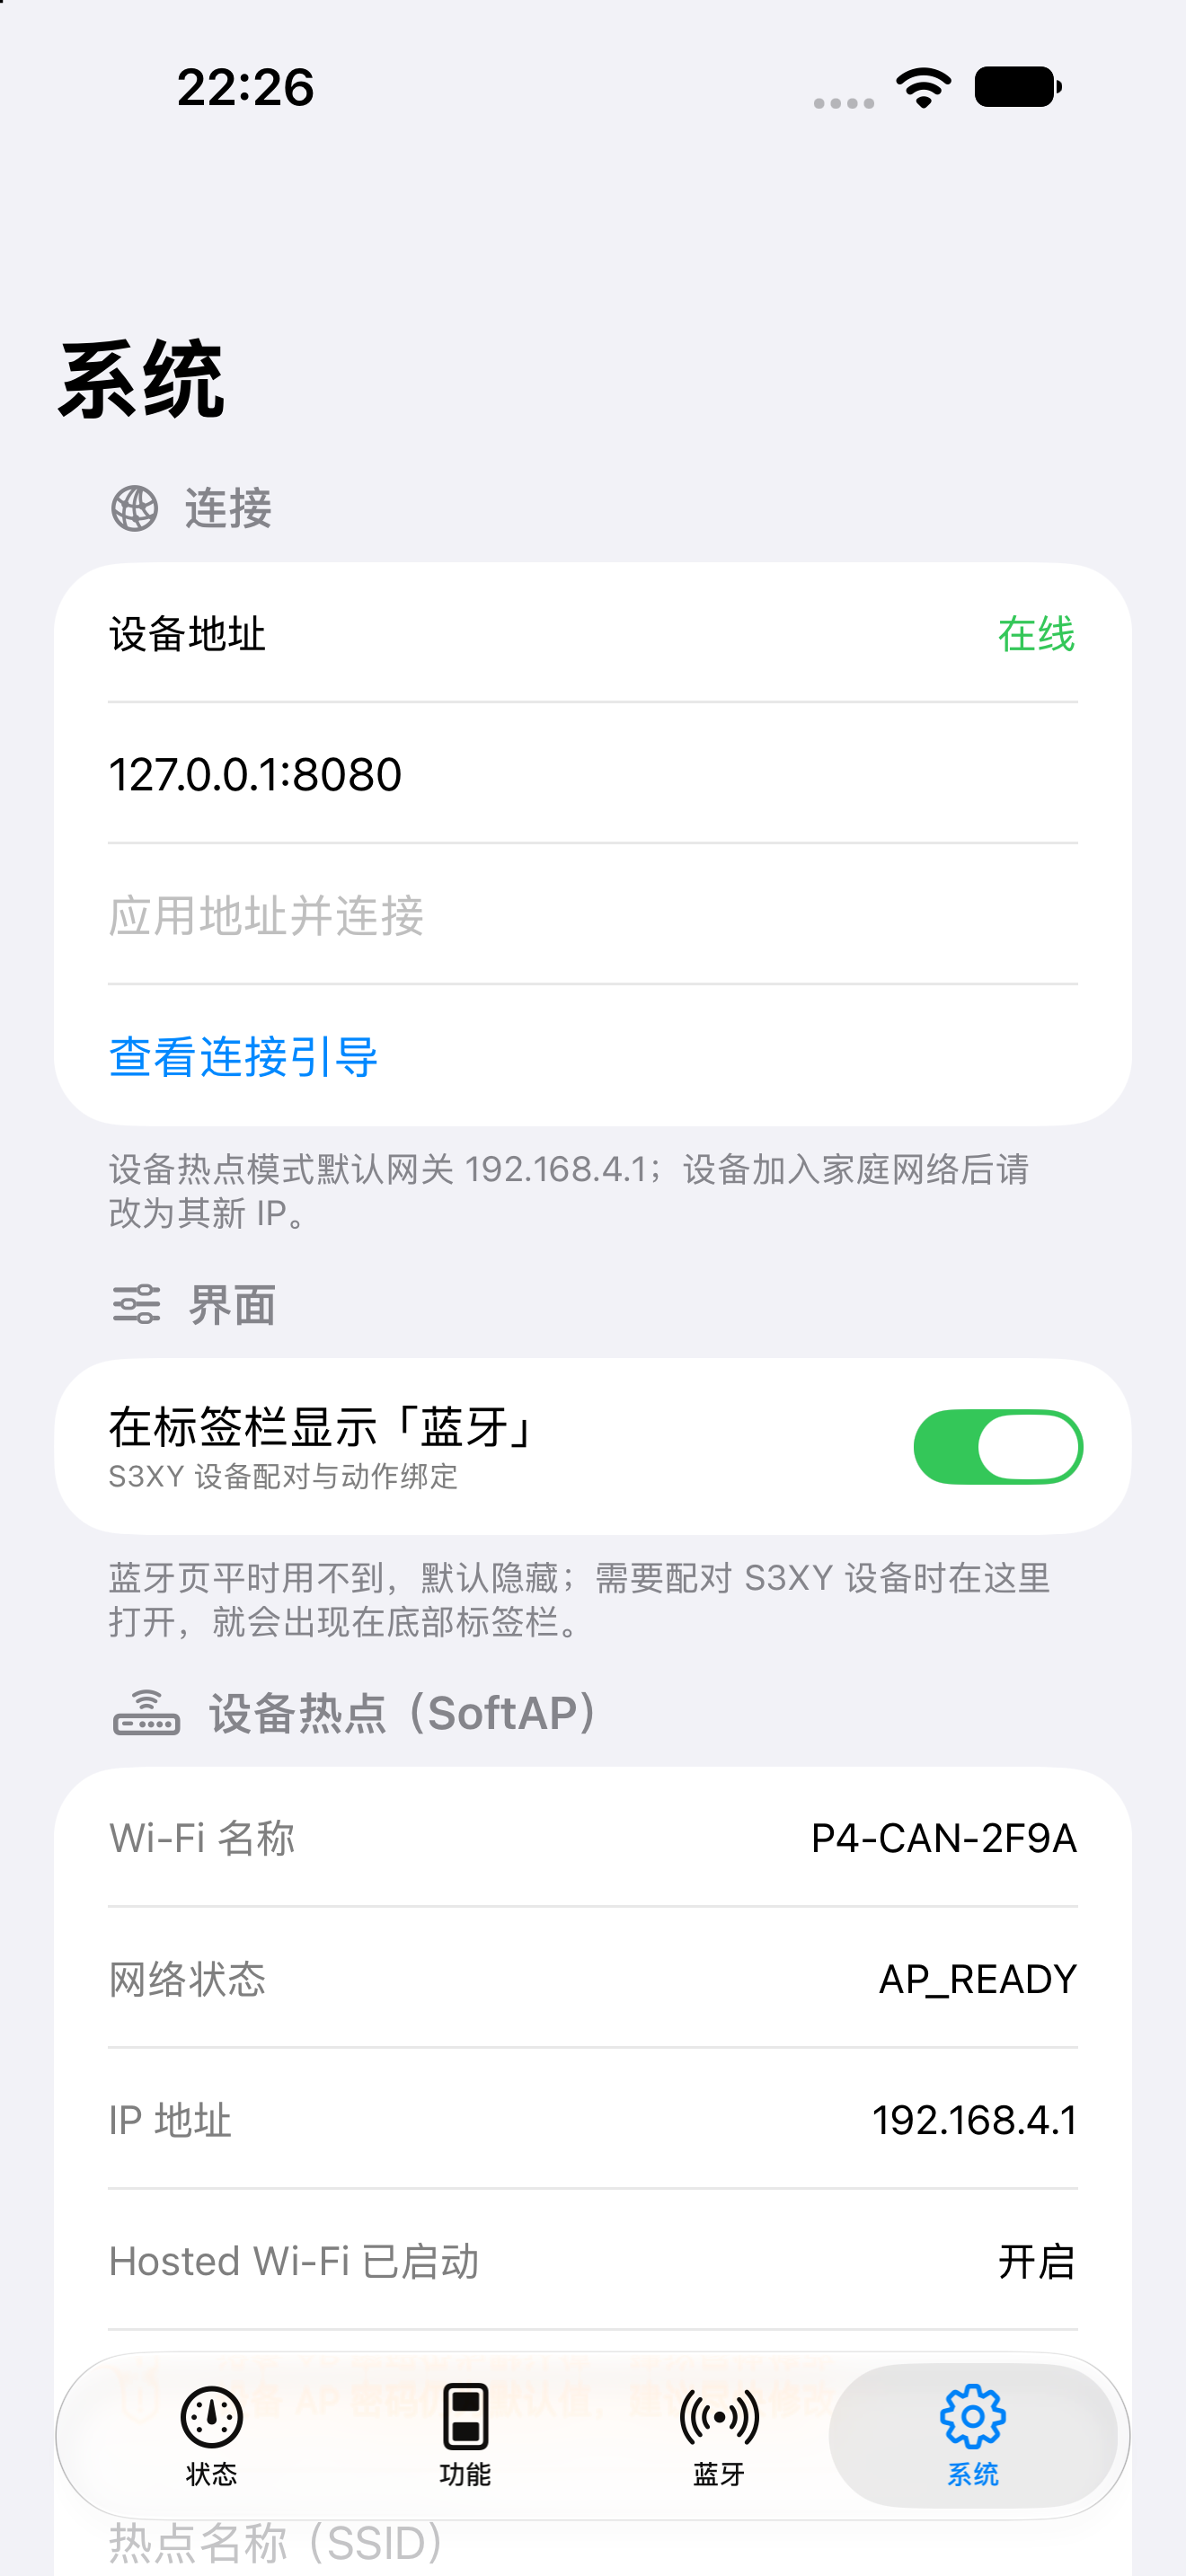 22:26
系统
连接
设备地址 在线
127.0.0.1:8080
应用地址并连接
查看连接引导
设备热点模式默认网关 192.168.4.1；设备加入家庭网络后请
改为其新 IP。
界面
在标签栏显示「蓝牙」
S3XY 设备配对与动作绑定
蓝牙页平时用不到，默认隐藏；需要配对 S3XY 设备时在这里
打开，就会出现在底部标签栏。
设备热点（SoftAP）
Wi-Fi 名称 P4-CAN-2F9A
网络状态 AP_READY
IP 地址 192.168.4.1
Hosted Wi-Fi 已启动 开启
状态 功能 蓝牙 系统
热点名称（SSID）